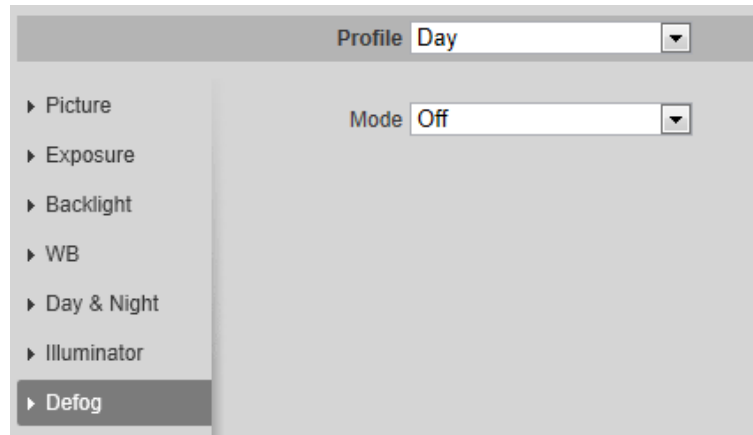 Profile Day
Picture
Mode Off
Exposure
Backlight
WB
Day & Night
Illuminator
Defog